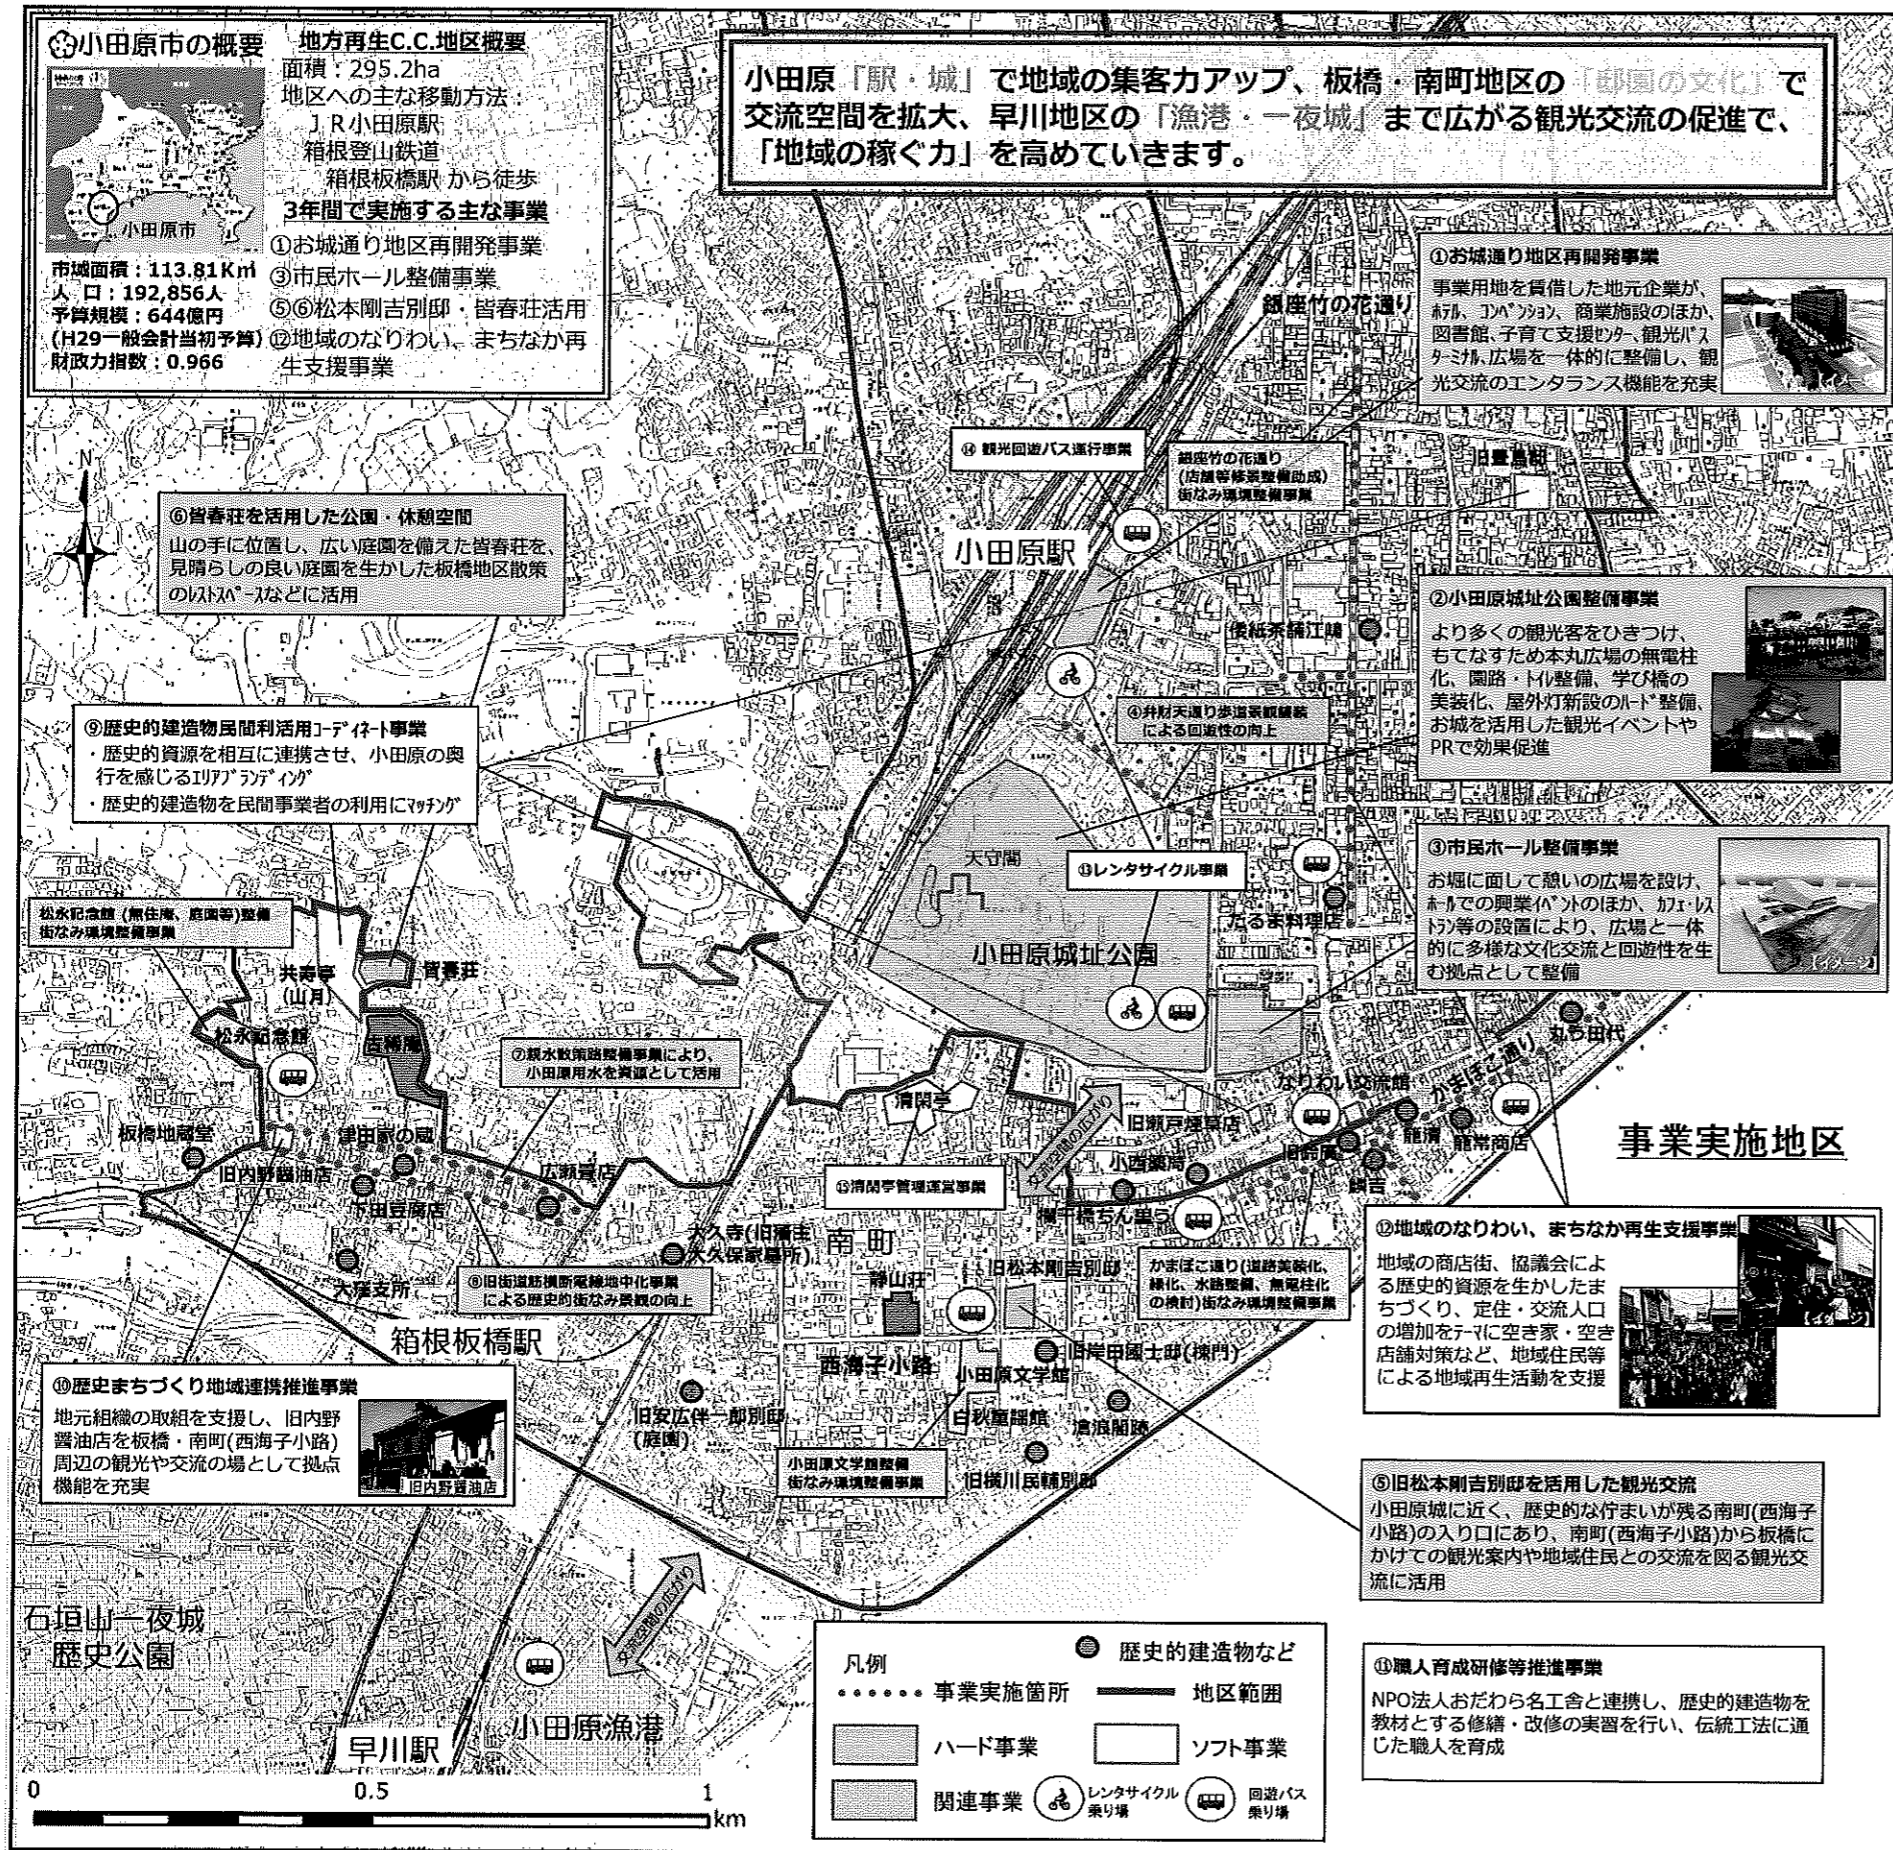 小田原市の概要
小田原市
市域面積：113.81K㎡
人　口：192,856人
予算規模：644億円
(H29一般会計当初予算)
財政力指数：0.966
地方再生C.C.地区概要
面積：295.2ha
地区への主な移動方法：
ＪＲ小田原駅
箱根登山鉄道
箱根板橋駅 から徒歩
3年間で実施する主な事業
①お城通り地区再開発事業
③市民ホール整備事業
⑤⑥松本剛吉別邸・皆春荘活用
⑫地域のなりわい、まちなか再
生支援事業
小田原「駅・城」で地域の集客力アップ、板橋・南町地区の「邸園の文化」で
交流空間を拡大、早川地区の「漁港・一夜城」まで広がる観光交流の促進で、
「地域の稼ぐ力」を高めていきます。
①お城通り地区再開発事業
事業用地を賃借した地元企業が、
ﾎﾃﾙ、ｺﾝﾍﾞﾝｼｮﾝ、商業施設のほか、
図書館、子育て支援ｾﾝﾀｰ、観光ﾊﾞｽ
ﾀｰﾐﾅﾙ、広場を一体的に整備し、観
光交流のエンタランス機能を充実
銀座竹の花通り
⑭ 観光回遊バス運行事業
銀座竹の花通り
(店舗等修景整備助成)
街なみ環境整備事業
旧豊島邸
N
⑥皆春荘を活用した公園・休憩空間
山の手に位置し、広い庭園を備えた皆春荘を、
見晴らしの良い庭園を生かした板橋地区散策
のﾚｽﾄｽﾍﾟｰｽなどに活用
小田原駅
②小田原城址公園整備事業
より多くの観光客をひきつけ、
もてなすため本丸広場の無電柱
化、園路・ﾄｲﾚ整備、学び橋の
美装化、屋外灯新設のﾊｰﾄﾞ整備、
お城を活用した観光イベントや
PRで効果促進
倭紙茶舗江嶋
④弁財天通り歩道景観舗装
による回遊性の向上
⑨歴史的建造物民間利活用ｺｰﾃﾞｨﾈｰﾄ事業
・歴史的資源を相互に連携させ、小田原の奥
行を感じるｴﾘｱﾌﾞﾗﾝﾃﾞｨﾝｸﾞ
・歴史的建造物を民間事業者の利用にﾏｯﾁﾝｸﾞ
天守閣
⑬レンタサイクル事業
だるま料理店
小田原城址公園
③市民ホール整備事業
お堀に面して憩いの広場を設け、
ﾎｰﾙでの興業ｲﾍﾞﾝﾄのほか、ｶﾌｪ・ﾚｽ
ﾄﾗﾝ等の設置により、広場と一体
的に多様な文化交流と回遊性を生
む拠点として整備
【イメージ】
松永記念館 (無住庵、庭園等)整備
街なみ環境整備事業
共寿亭
(山月)
皆春荘
松永記念館
古稀庵
⑦親水散策路整備事業により、
小田原用水を資源として活用
清閑亭
交流空間の広がり
丸う田代
かまぼこ通り
なりわい交流館
旧瀬戸煙草店
板橋地蔵堂
津田家の蔵
旧内野醤油店
下田豆腐店
広瀬畳店
⑮清閑亭管理運営事業
小西薬局
旧鈴廣
籠清
籠常商店
鱗吉
事業実施地区
欄干橋ちん里う
大久寺(旧藩主
大久保家墓所)
南 町
静山荘
旧松本剛吉別邸
かまぼこ通り(道路美装化、
緑化、水路整備、無電柱化
の検討)街なみ環境整備事業
⑫地域のなりわい、まちなか再生支援事業
地域の商店街、協議会によ
る歴史的資源を生かしたま
ちづくり、定住・交流人口
の増加をﾃｰﾏに空き家・空き
店舗対策など、地域住民等
による地域再生活動を支援
【イメージ】
大窪支所
⑧旧街道筋横断電線地中化事業
による歴史的街なみ景観の向上
箱根板橋駅
西海子小路
小田原文学館
旧岸田國士邸(棟門)
⑩歴史まちづくり地域連携推進事業
地元組織の取組を支援し、旧内野
醤油店を板橋・南町(西海子小路)
周辺の観光や交流の場として拠点
機能を充実
旧内野醤油店
旧安広伴一郎別邸
(庭園)
白秋童謡館
滄浪閣跡
小田原文学館整備
街なみ環境整備事業
旧横川民輔別邸
⑤旧松本剛吉別邸を活用した観光交流
小田原城に近く、歴史的な佇まいが残る南町(西海子
小路)の入り口にあり、南町(西海子小路)から板橋に
かけての観光案内や地域住民との交流を図る観光交
流に活用
石垣山一夜城
歴史公園
交流空間の広がり
小田原漁港
早川駅
⑪職人育成研修等推進事業
NPO法人おだわら名工舎と連携し、歴史的建造物を
教材とする修繕・改修の実習を行い、伝統工法に通
じた職人を育成
凡例
歴史的建造物など
事業実施箇所
地区範囲
ハード事業
ソフト事業
関連事業
レンタサイクル
乗り場
回遊バス
乗り場
0
0.5
1
km